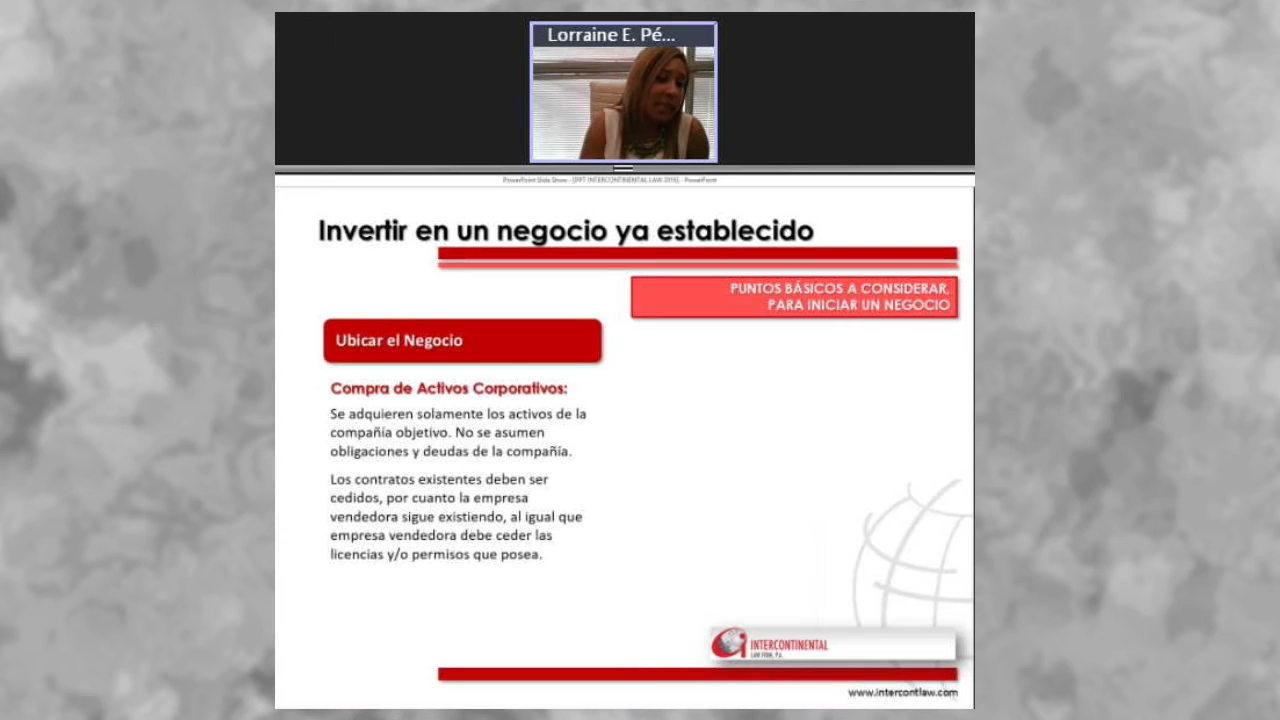 Lorraine E. Pé...
PowerPoint Slide Show - [PPT INTERCONTINENTAL LAW 2016] - PowerPoint
Invertir en un negocio ya establecido
PUNTOS BÁSICOS A CONSIDERAR,
PARA INICIAR UN NEGOCIO
Ubicar el Negocio
Compra de Activos Corporativos:
Se adquieren solamente los activos de la
compañía objetivo. No se asumen
obligaciones y deudas de la compañía.
Los contratos existentes deben ser
cedidos, por cuanto la empresa
vendedora sigue existiendo, al igual que
empresa vendedora debe ceder las
licencias y/o permisos que posea.
INTERCONTINENTAL
LAW FIRM, P.A.
www.intercontlaw.com